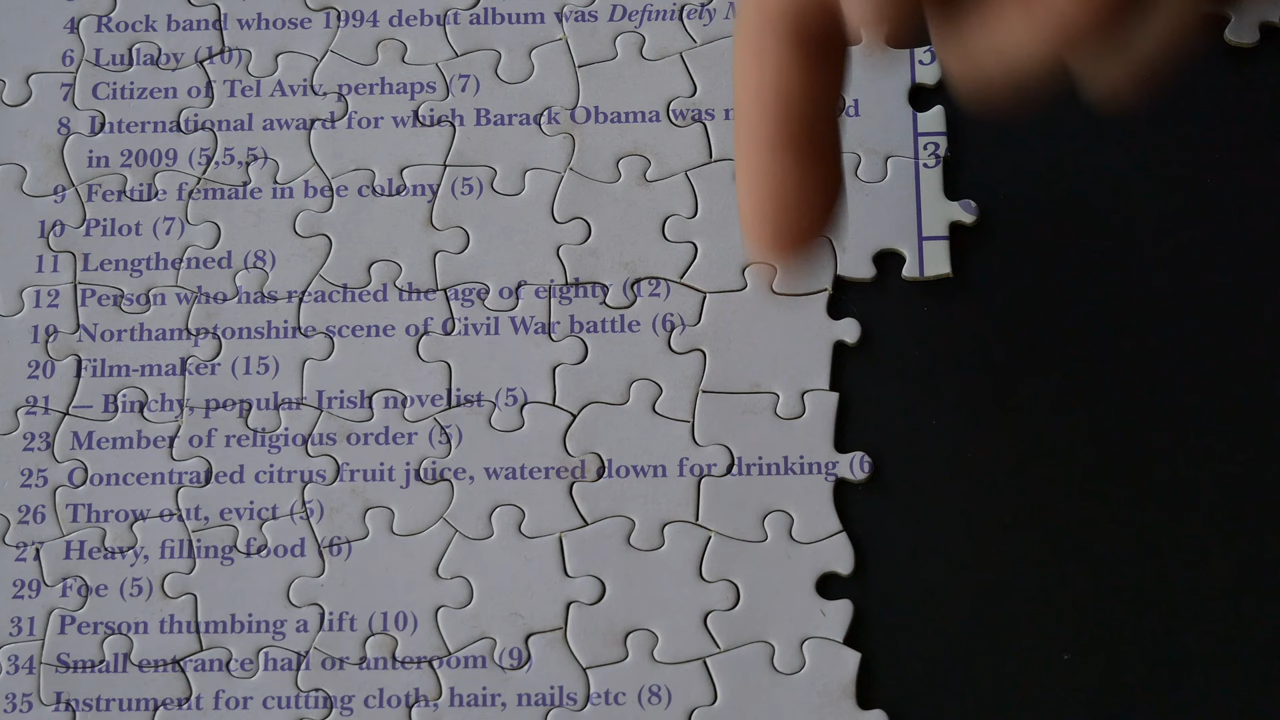 4 Rock band whose 1994 debut album was Definitely
6 Lullaby (10)
7 Citizen of Tel Aviv, perhaps (7)
8 International award for which Barack Obama was
in 2009 (5,5,5)
9 Fertile female in bee colony (5)
10 Pilot (7)
11 Lengthened (8)
12 Person who has reached the age of eighty (12)
19 Northamptonshire scene of Civil War battle (6)
20 Film-maker (15)
21 — Binchy, popular Irish novelist (5)
23 Member of religious order (5)
25 Concentrated citrus fruit juice, watered down for drinking (6
26 Throw out, evict (5)
27 Heavy, filling food (6)
29 Foe (5)
31 Person thumbing a lift (10)
34 Small entrance hall or anteroom (9)
35 Instrument for cutting cloth, hair, nails etc (8)
3
3